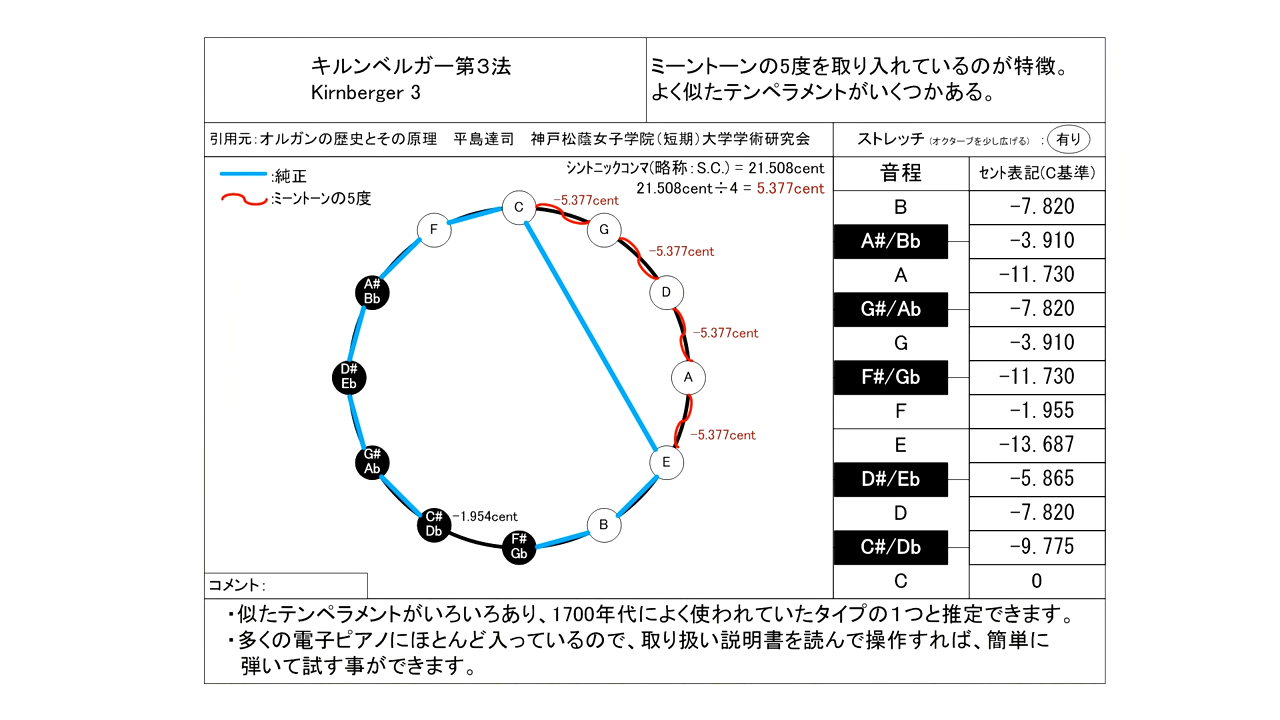 キルンベルガー第３法
Kirnberger 3
ミーントーンの5度を取り入れているのが特徴。
よく似たテンペラメントがいくつかある。
引用元：オルガンの歴史とその原理　平島達司　神戸松蔭女子学院（短期）大学学術研究会
ストレッチ（オクターブを少し広げる）：有り
シントニックコンマ(略称：S.C.) = 21.508cent
21.508cent÷4 = 5.377cent
:純正
:ミーントーンの5度
C
-5.377cent
G
-5.377cent
D
-5.377cent
A
-5.377cent
E
B
F#
Gb
-1.954cent
C#
Db
G#
Ab
D#
Eb
A#
Bb
F
音程
セント表記(C基準)
B -7.820
A#/Bb -3.910
A -11.730
G#/Ab -7.820
G -3.910
F#/Gb -11.730
F -1.955
E -13.687
D#/Eb -5.865
D -7.820
C#/Db -9.775
C 0
コメント：
・似たテンペラメントがいろいろあり、1700年代によく使われていたタイプの１つと推定できます。
・多くの電子ピアノにほとんど入っているので、取り扱い説明書を読んで操作すれば、簡単に
弾いて試す事ができます。